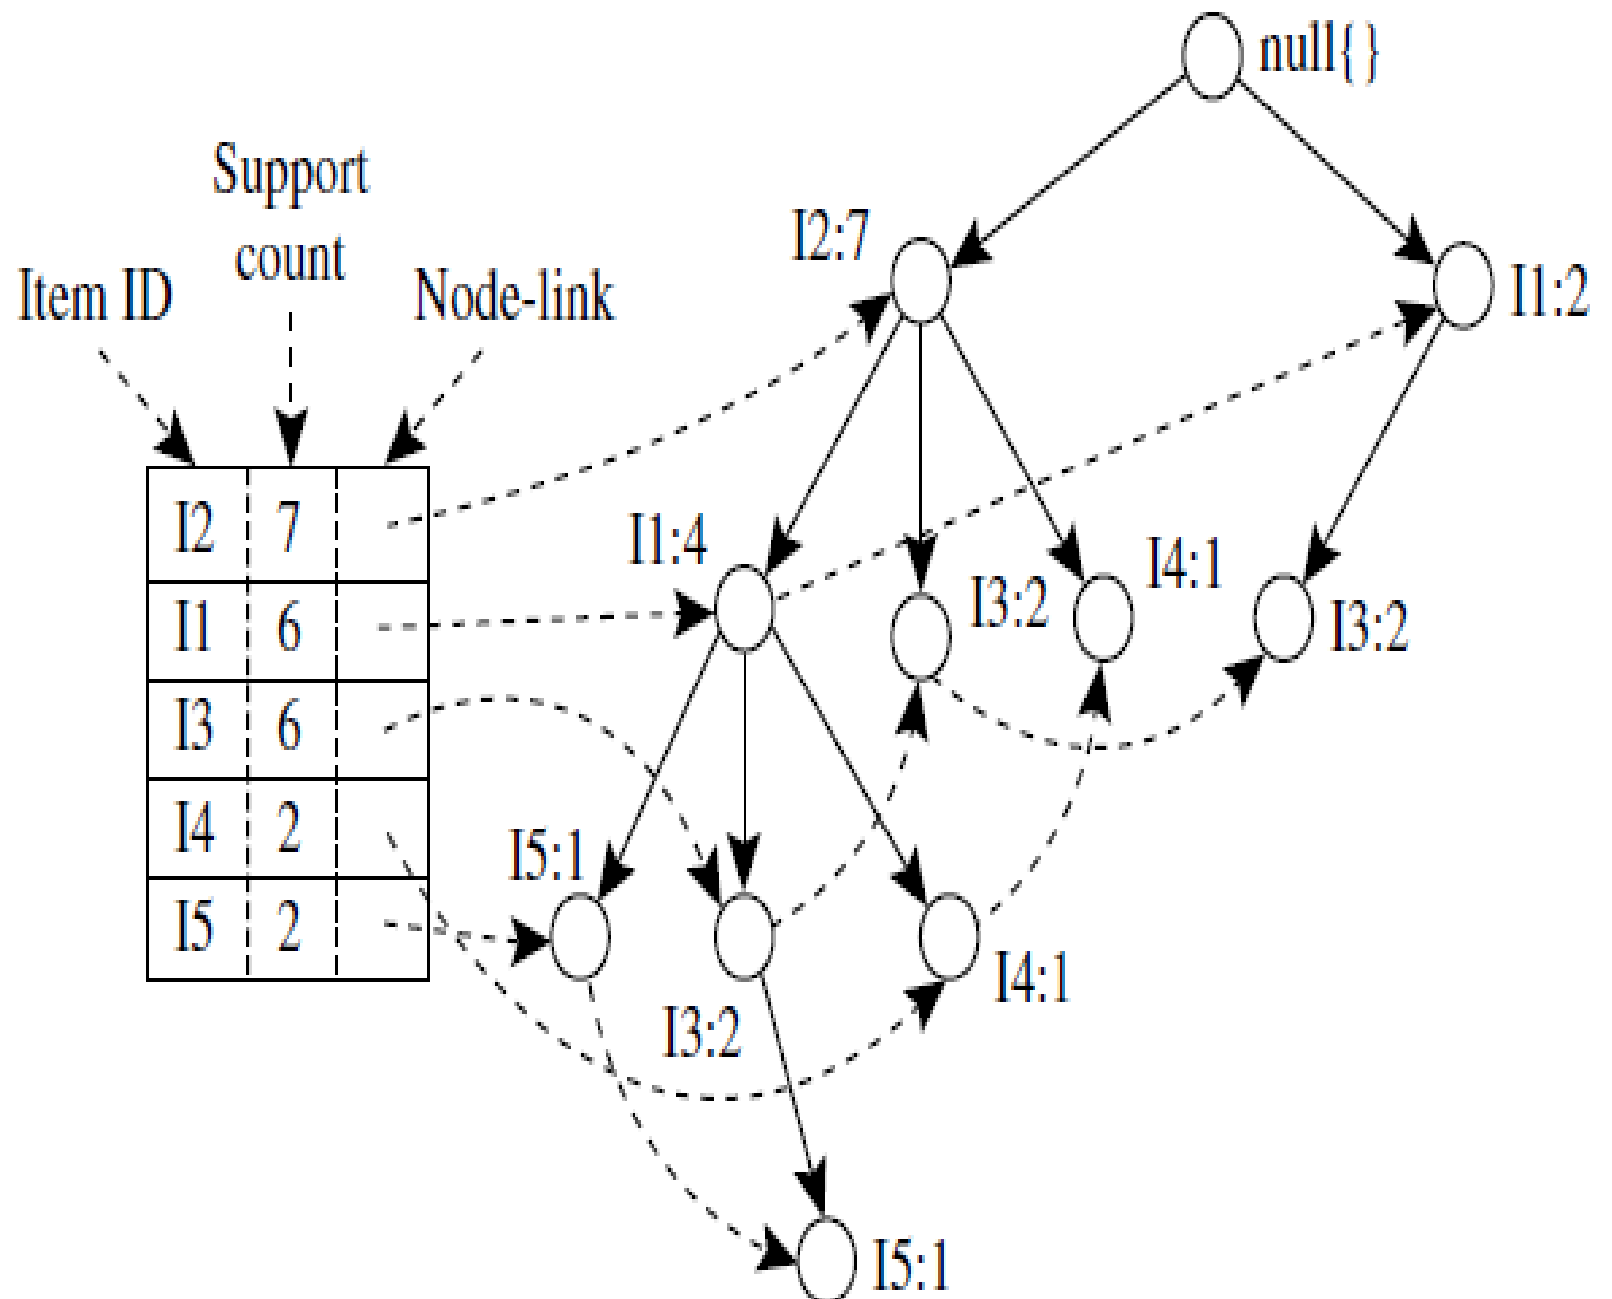 null{}
Support
count
Item ID
Node-link
I2:7
I1:2
I2 7
I1 6
I3 6
I4 2
I5 2
I1:4
I3:2
I4:1
I3:2
I5:1
I3:2
I4:1
I5:1